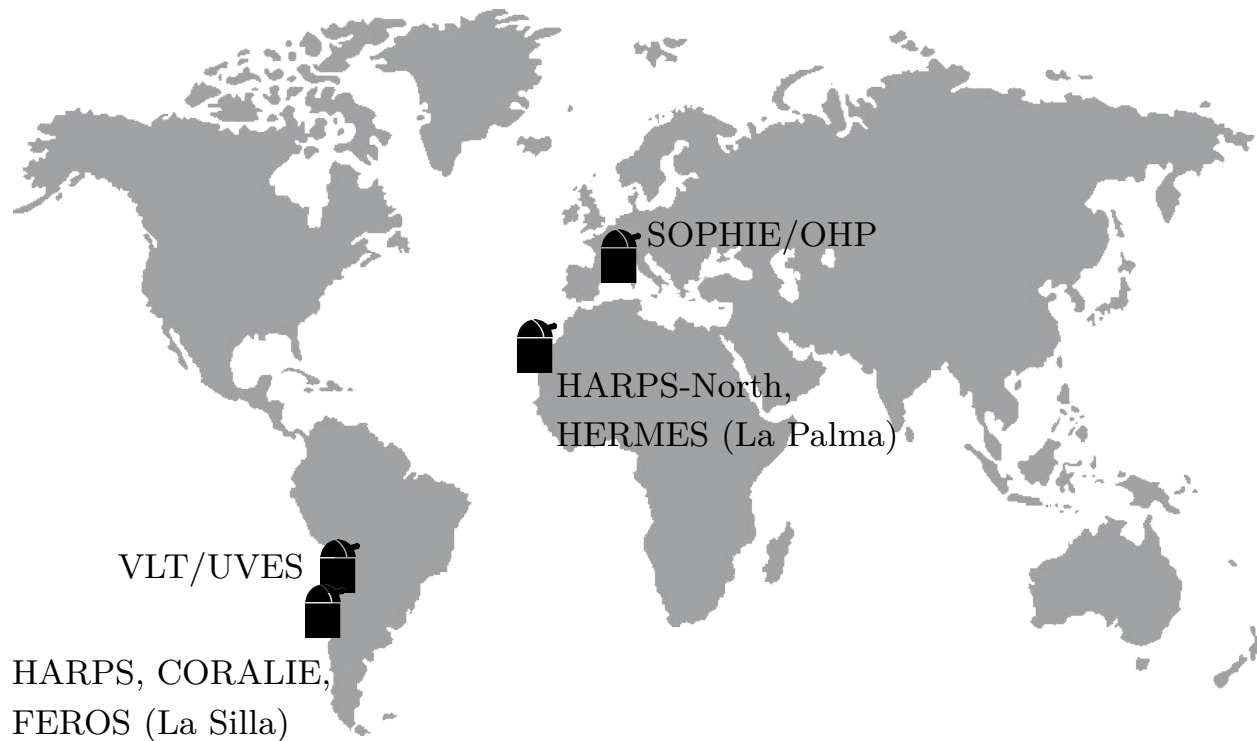 SOPHIE/OHP
HARPS-North,
HERMES (La Palma)
VLT/UVES
HARPS, CORALIE,
FEROS (La Silla)